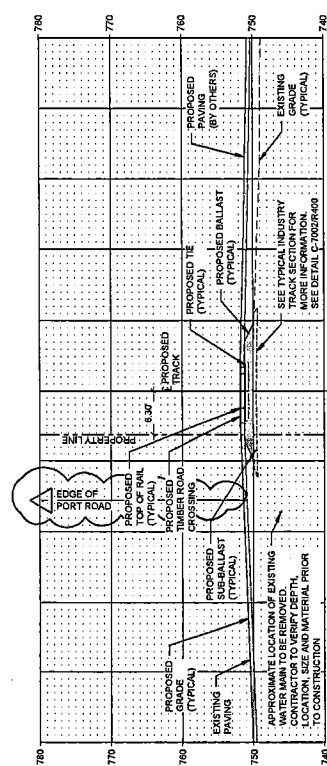 780
770
760
750
740
EDGE OF
PORT ROAD
PROPERTY LINE
6.30'
℄ PROPOSED
TRACK
PROPOSED
TOP OF RAIL
(TYPICAL)
PROPOSED
TIMBER ROAD
CROSSING
PROPOSED
SUB-BALLAST
(TYPICAL)
PROPOSED
GRADE
(TYPICAL)
EXISTING
PAVING
APPROXIMATE LOCATION OF EXISTING
WATER MAIN TO BE REMOVED.
CONTRACTOR TO VERIFY DEPTH,
LOCATION, SIZE AND MATERIAL PRIOR
TO CONSTRUCTION
PROPOSED TIE
(TYPICAL)
PROPOSED BALLAST
(TYPICAL)
PROPOSED
PAVING
(BY OTHERS)
EXISTING
GRADE
(TYPICAL)
SEE TYPICAL INDUSTRY
TRACK SECTION FOR
MORE INFORMATION.
SEE DETAIL C-7002/R400
780
770
760
750
740